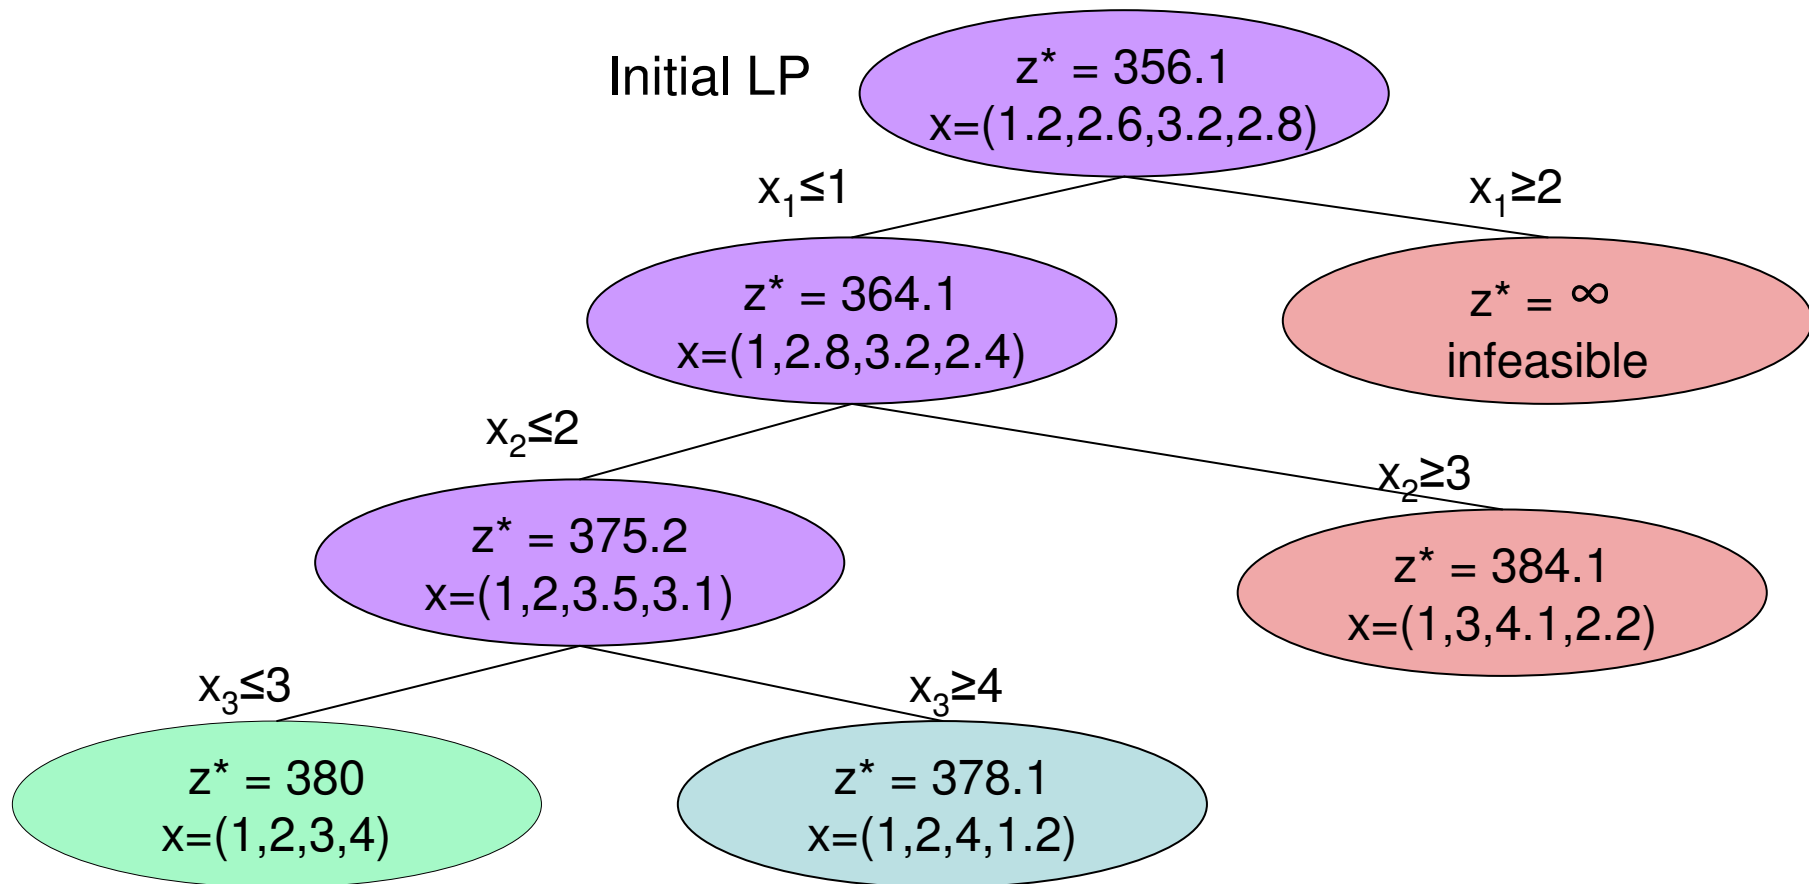 Initial LP
z* = 356.1
x=(1.2,2.6,3.2,2.8)
x₁≤1
x₁≥2
z* = 364.1
x=(1,2.8,3.2,2.4)
z* = ∞
infeasible
x₂≤2
x₂≥3
z* = 375.2
x=(1,2,3.5,3.1)
z* = 384.1
x=(1,3,4.1,2.2)
x₃≤3
x₃≥4
z* = 380
x=(1,2,3,4)
z* = 378.1
x=(1,2,4,1.2)